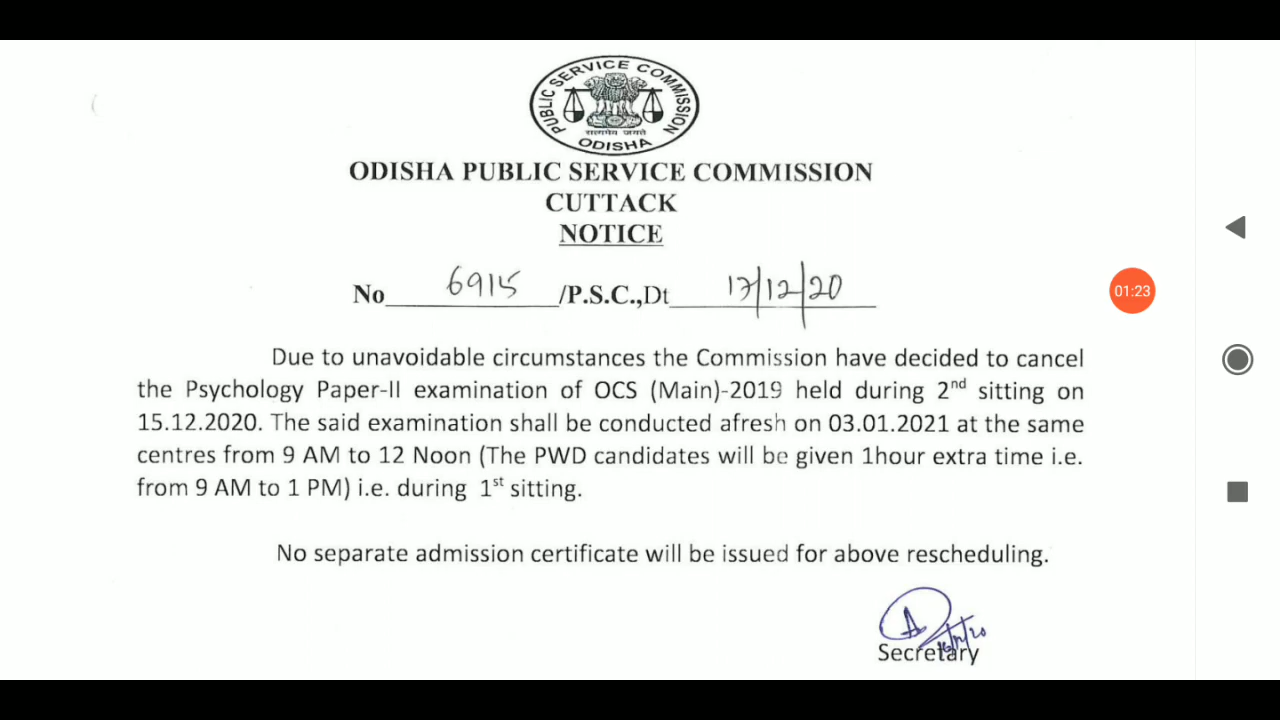 PUBLIC SERVICE COMMISSION
सत्यमेव जयते
ODISHA
ODISHA PUBLIC SERVICE COMMISSION
CUTTACK
NOTICE
No 6915 /P.S.C.,Dt 17/12/20
01:23
Due to unavoidable circumstances the Commission have decided to cancel
the Psychology Paper-II examination of OCS (Main)-2019 held during 2nd sitting on
15.12.2020. The said examination shall be conducted afresh on 03.01.2021 at the same
centres from 9 AM to 12 Noon (The PWD candidates will be given 1hour extra time i.e.
from 9 AM to 1 PM) i.e. during 1st sitting.
No separate admission certificate will be issued for above rescheduling.
Secretary